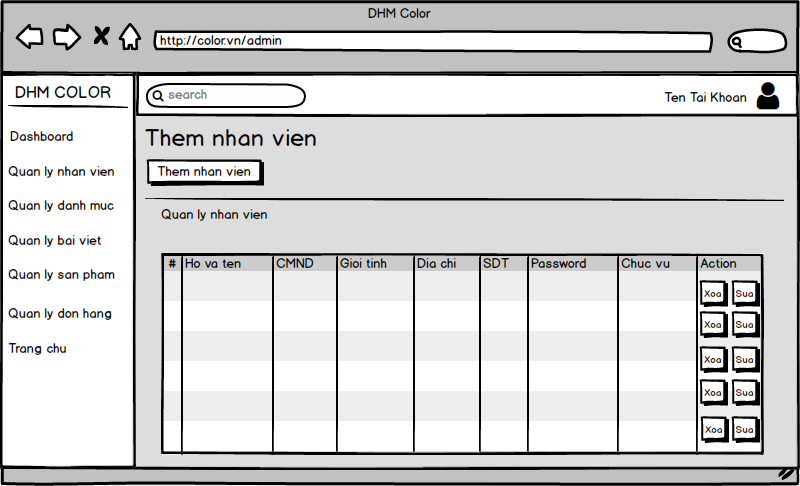 DHM Color
http://color.vn/admin
DHM COLOR
search
Ten Tai Khoan
Dashboard
Quan ly nhan vien
Quan ly danh muc
Quan ly bai viet
Quan ly san pham
Quan ly don hang
Trang chu
Them nhan vien
Them nhan vien
Quan ly nhan vien
# Ho va ten CMND Gioi tinh Dia chi SDT Password Chuc vu Action
Xoa Sua
Xoa Sua
Xoa Sua
Xoa Sua
Xoa Sua